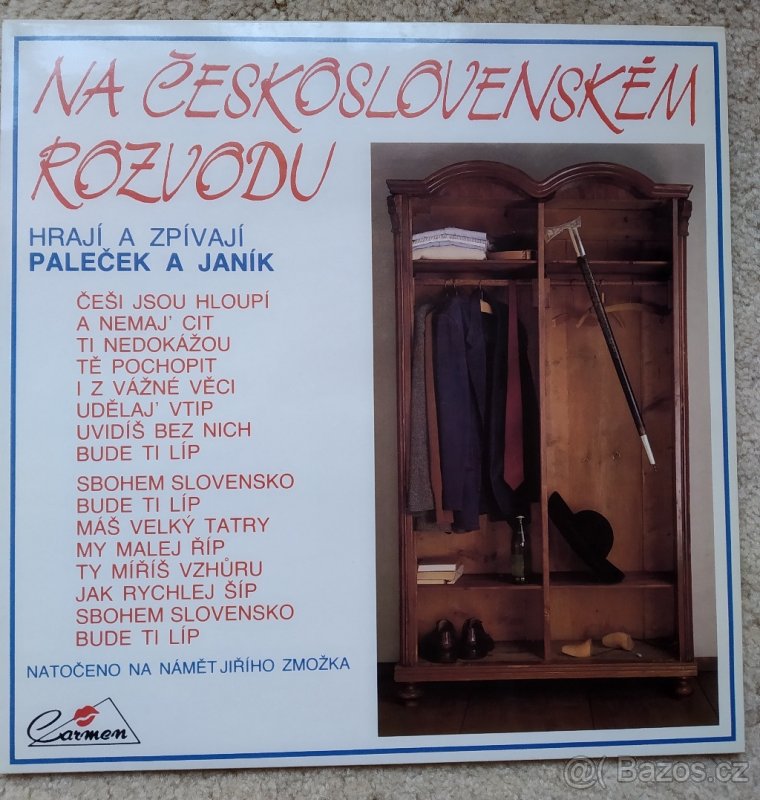 NA ČESKOSLOVENSKÉM
ROZVODU
HRAJÍ A ZPÍVAJÍ
PALEČEK A JANÍK
ČEŠI JSOU HLOUPÍ
A NEMAJ' CIT
TI NEDOKÁŽOU
TĚ POCHOPIT
I Z VÁŽNÉ VĚCI
UDĚLAJ' VTIP
UVIDÍŠ BEZ NICH
BUDE TI LÍP
SBOHEM SLOVENSKO
BUDE TI LÍP
MÁŠ VELKÝ TATRY
MY MALEJ ŘÍP
TY MÍŘÍŠ VZHŮRU
JAK RYCHLEJ ŠÍP
SBOHEM SLOVENSKO
BUDE TI LÍP
NATOČENO NA NÁMĚT JIŘÍHO ZMOŽKA
Carmen
@( Bazos.cz